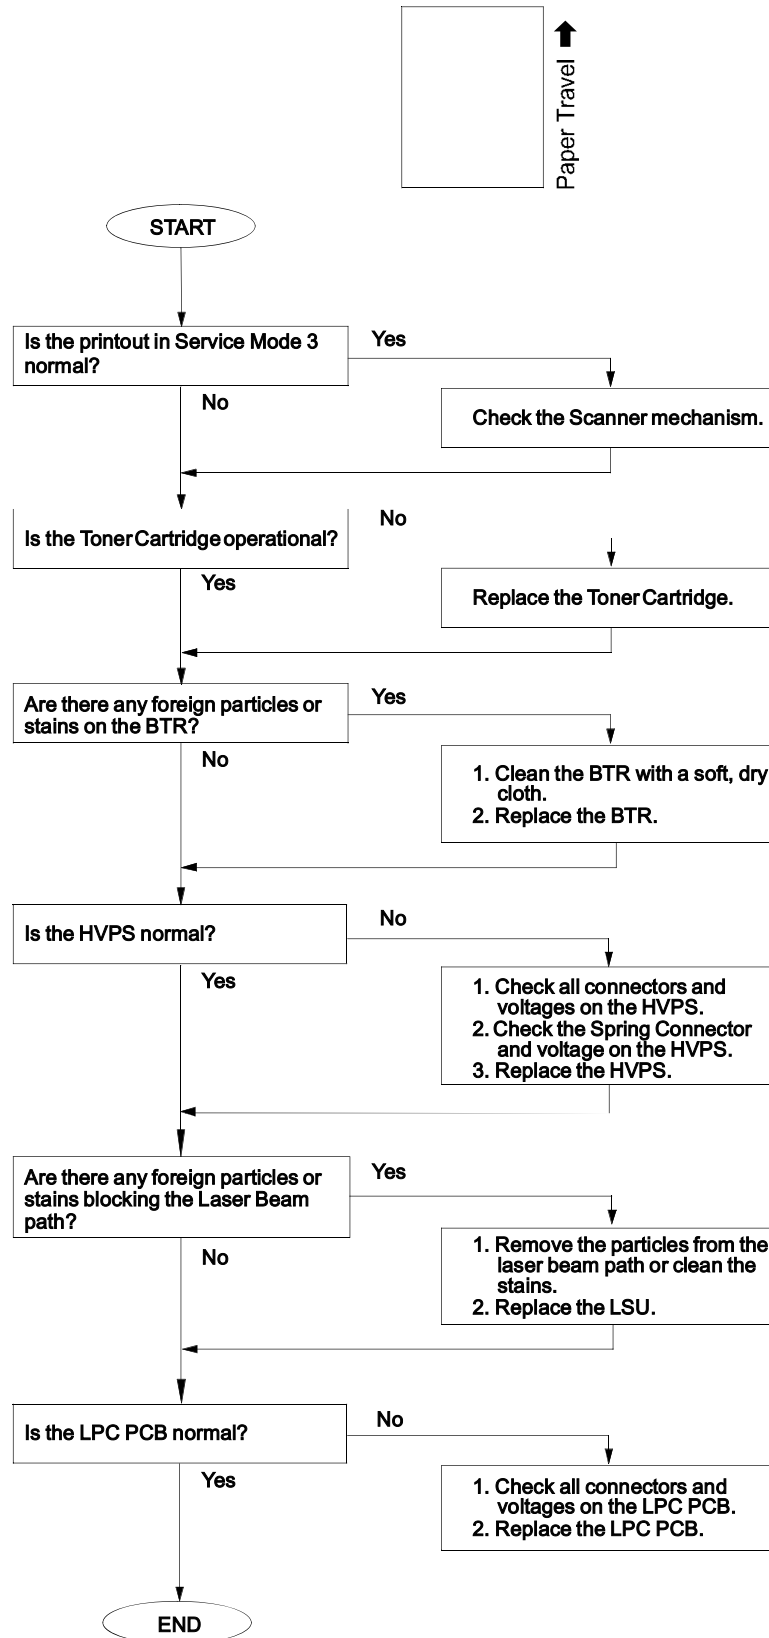 Paper Travel
START
Is the printout in Service Mode 3
normal?
Yes
No
Check the Scanner mechanism.
Is the Toner Cartridge operational?
No
Yes
Replace the Toner Cartridge.
Are there any foreign particles or
stains on the BTR?
Yes
No
1. Clean the BTR with a soft, dry
cloth.
2. Replace the BTR.
Is the HVPS normal?
No
Yes
1. Check all connectors and
voltages on the HVPS.
2. Check the Spring Connector
and voltage on the HVPS.
3. Replace the HVPS.
Are there any foreign particles or
stains blocking the Laser Beam
path?
Yes
No
1. Remove the particles from the
laser beam path or clean the
stains.
2. Replace the LSU.
Is the LPC PCB normal?
No
Yes
1. Check all connectors and
voltages on the LPC PCB.
2. Replace the LPC PCB.
END